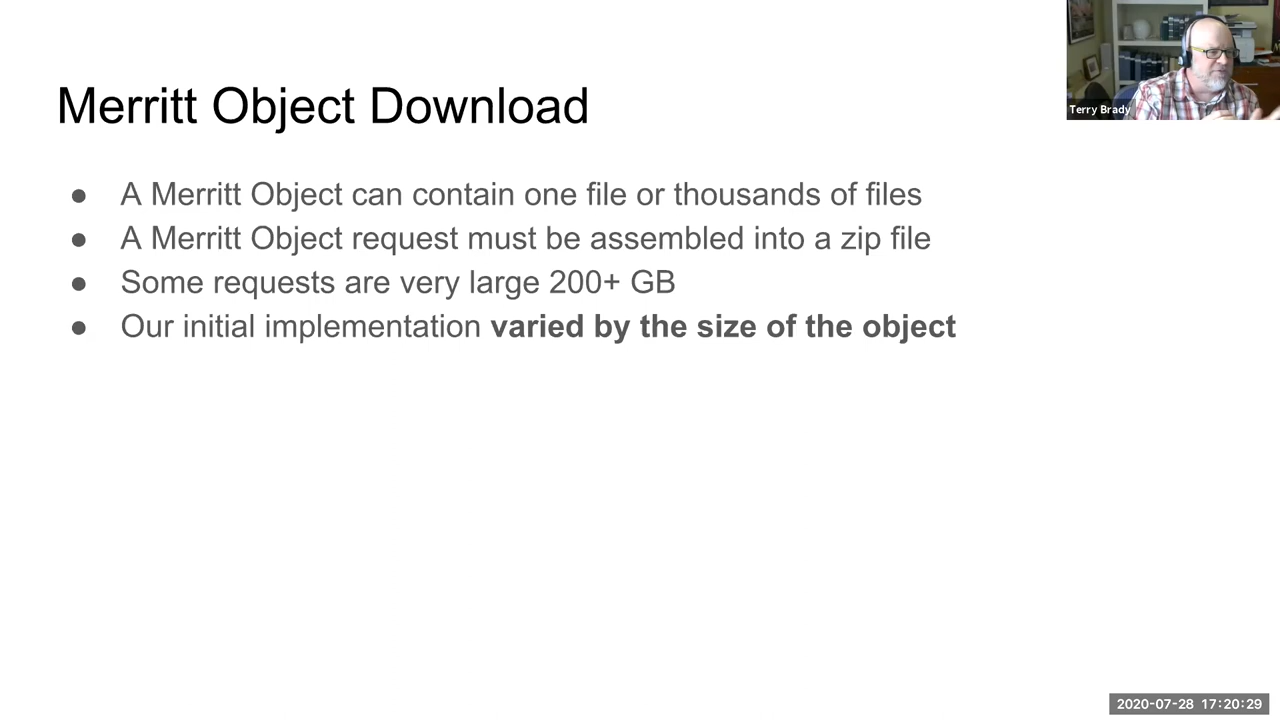 Merritt Object Download
● A Merritt Object can contain one file or thousands of files
● A Merritt Object request must be assembled into a zip file
● Some requests are very large 200+ GB
● Our initial implementation varied by the size of the object
Terry Brady
2020-07-28 17:20:29